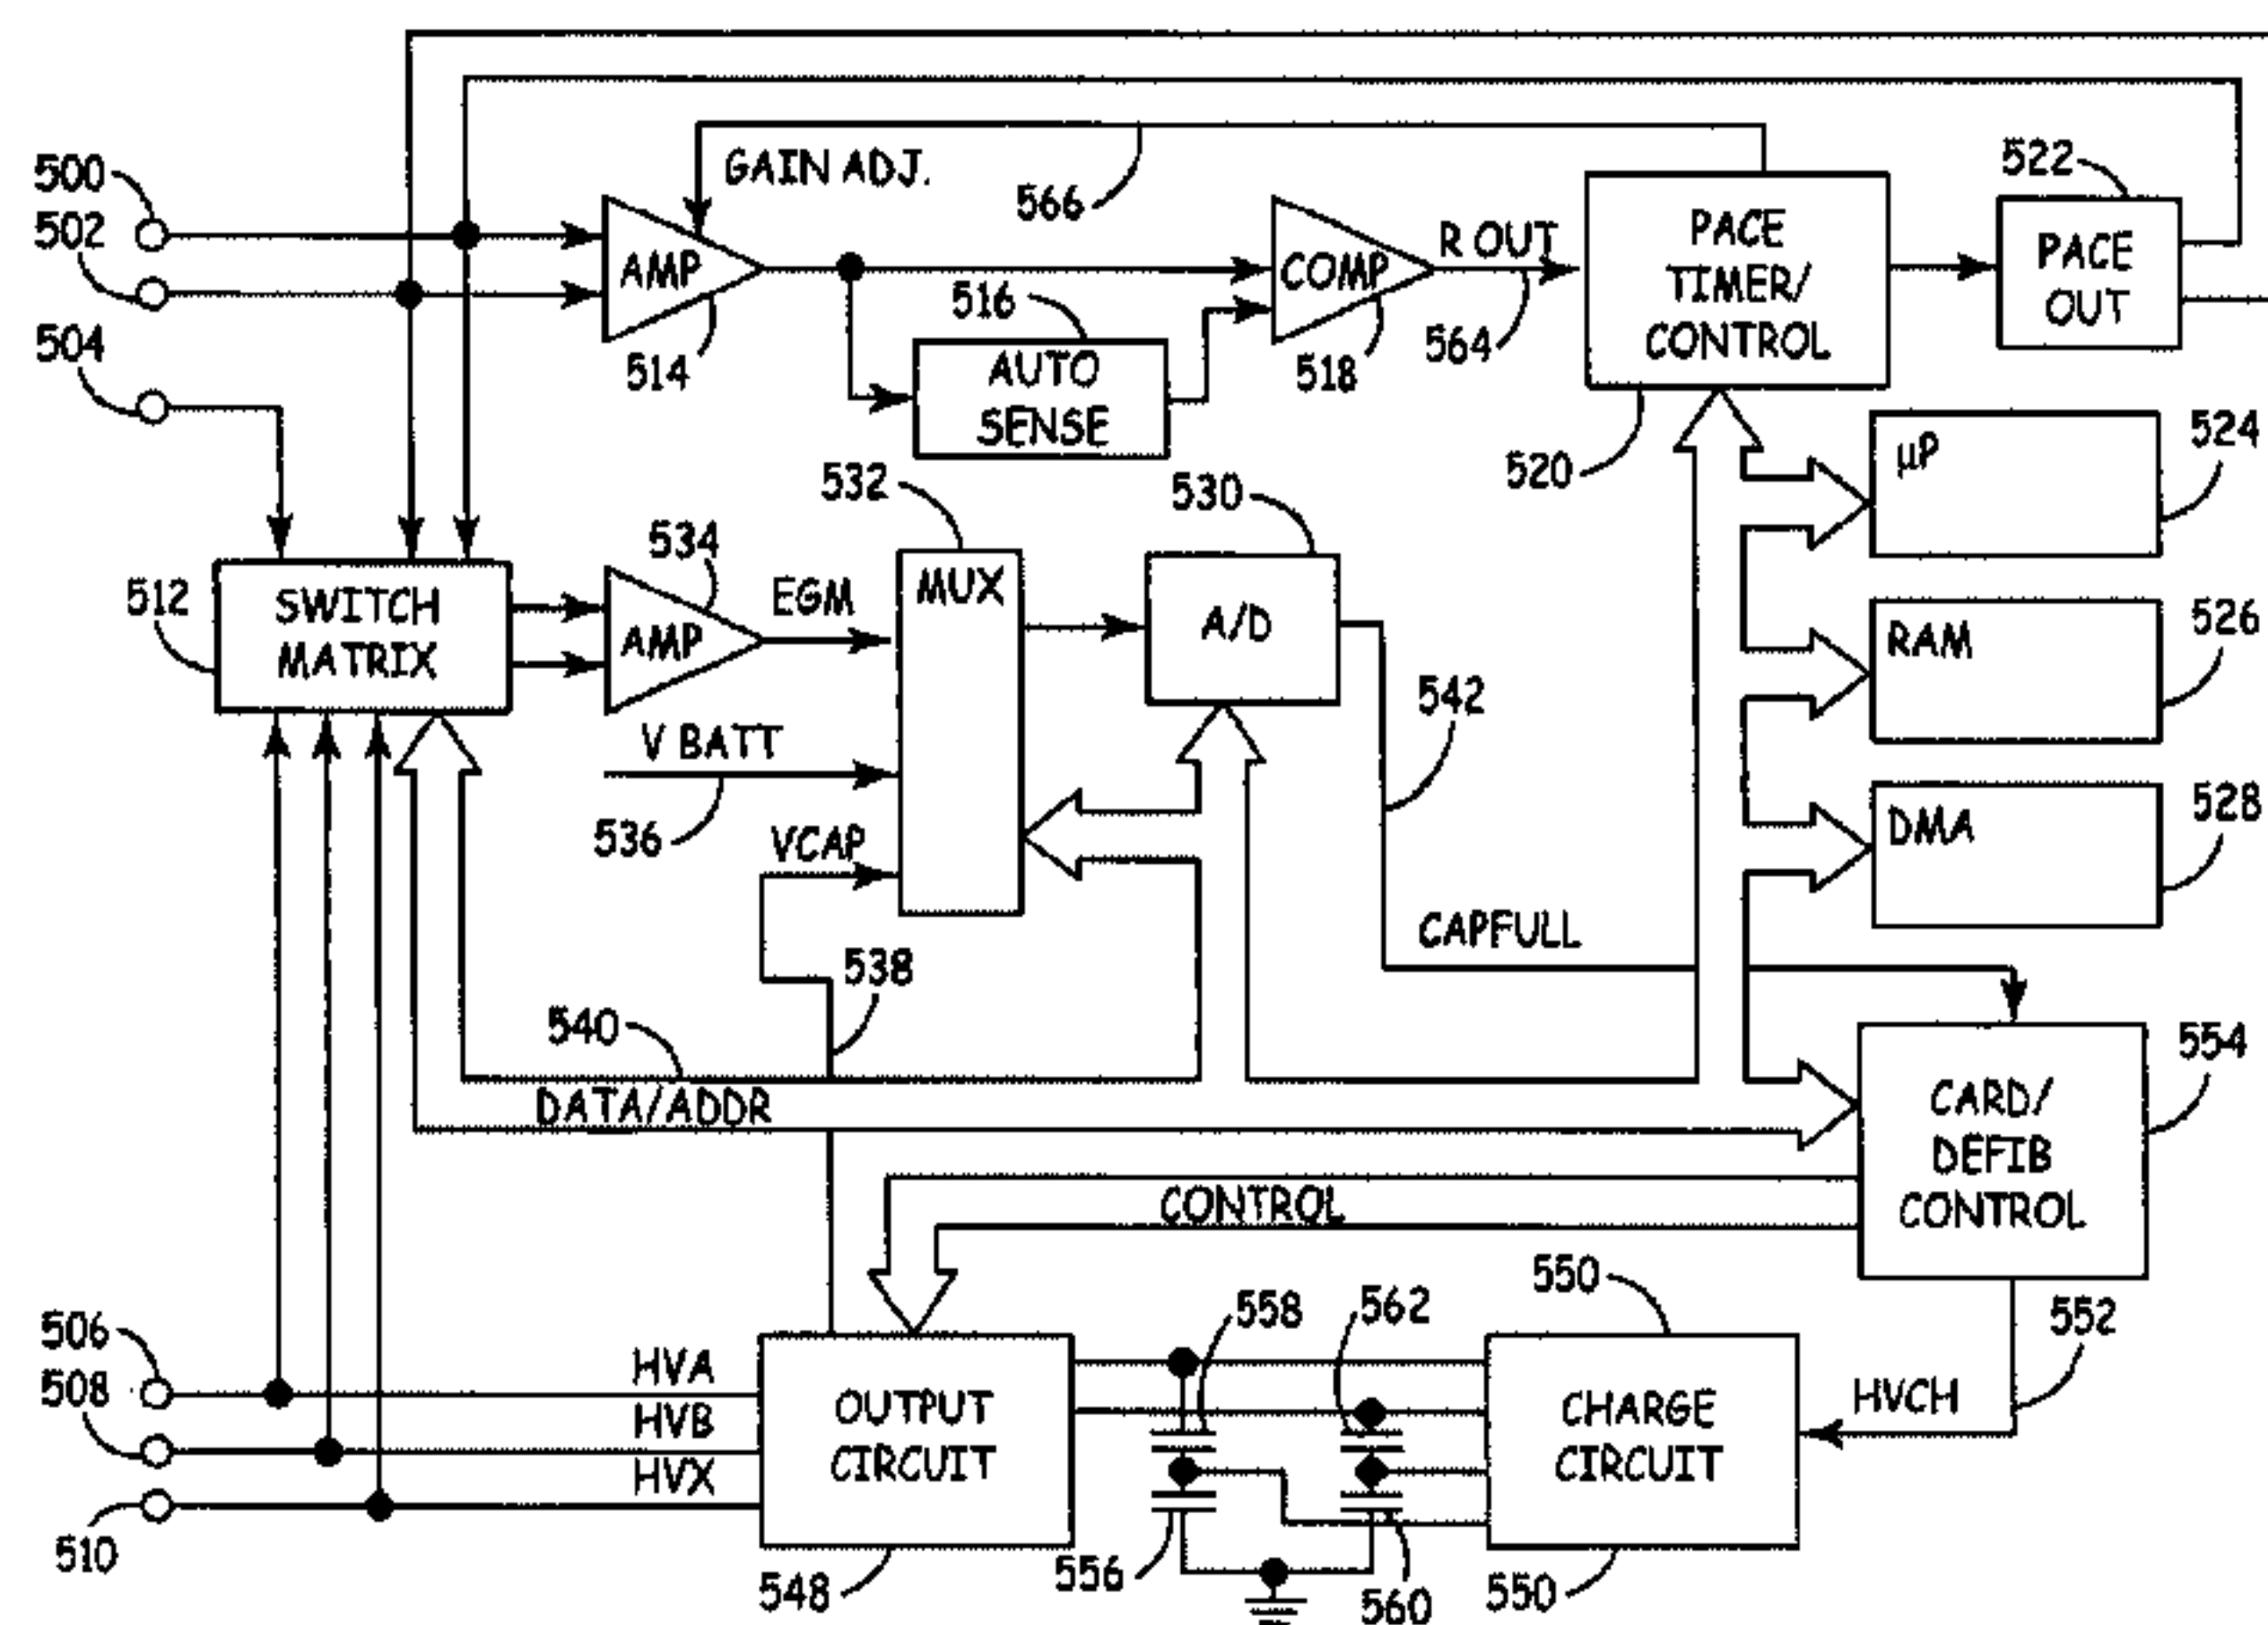 500
502
504
GAIN ADJ.
566
AMP
514
516
AUTO
SENSE
COMP
518
R OUT
564
PACE
TIMER/
CONTROL
520
522
PACE
OUT
524
µP
526
RAM
528
DMA
512
SWITCH
MATRIX
534
AMP
EGM
532
MUX
530
A/D
542
V BATT
536
VCAP
538
CAPFULL
540
DATA/ADDR
554
CARD/
DEFIB
CONTROL
CONTROL
506
508
510
HVA
HVB
HVX
OUTPUT
CIRCUIT
548
558
562
556
560
550
CHARGE
CIRCUIT
550
HVCH
552